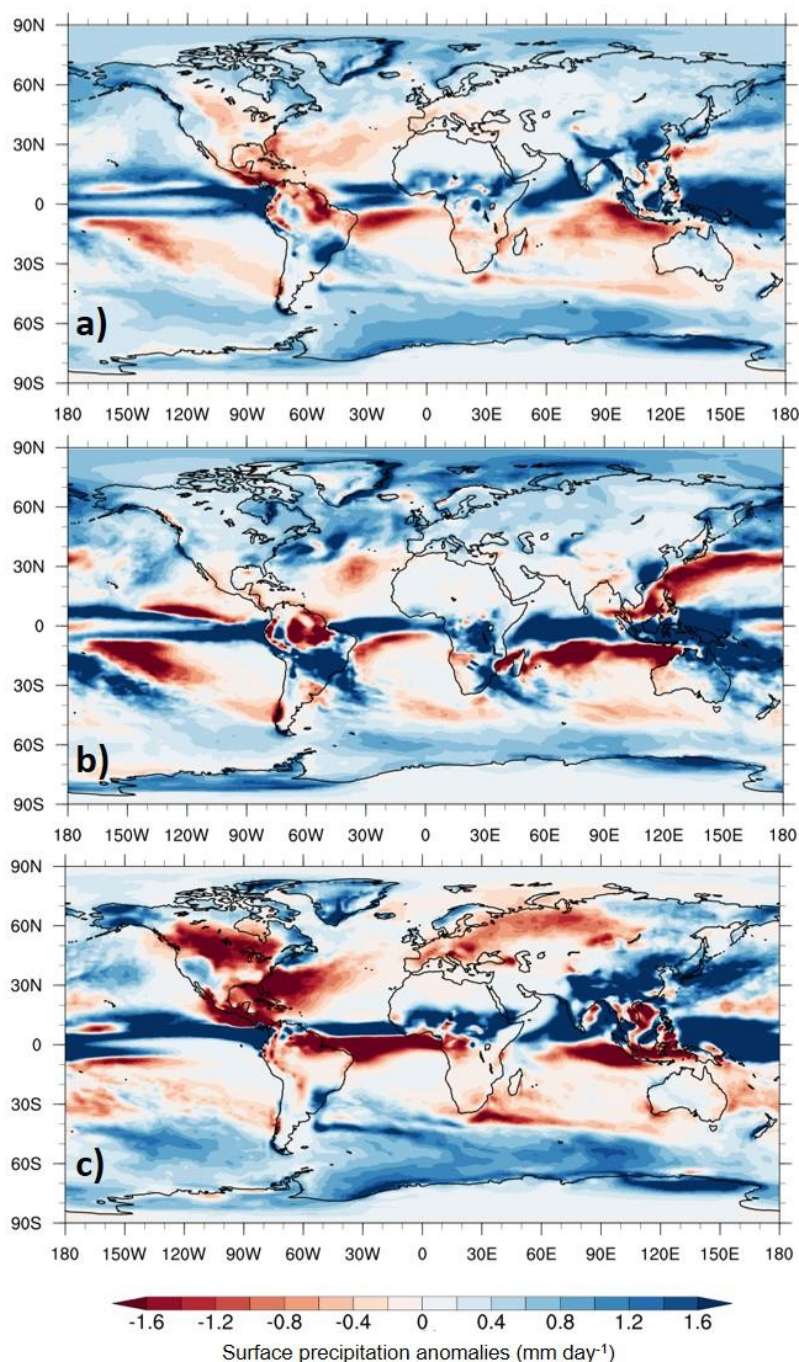 90N
60N
30N
0
30S
60S
90S
a)
180 150W 120W 90W 60W 30W 0 30E 60E 90E 120E 150E 180
90N
60N
30N
0
30S
60S
90S
b)
180 150W 120W 90W 60W 30W 0 30E 60E 90E 120E 150E 180
90N
60N
30N
0
30S
60S
90S
c)
180 150W 120W 90W 60W 30W 0 30E 60E 90E 120E 150E 180
-1.6 -1.2 -0.8 -0.4 0 0.4 0.8 1.2 1.6
Surface precipitation anomalies (mm day-1)